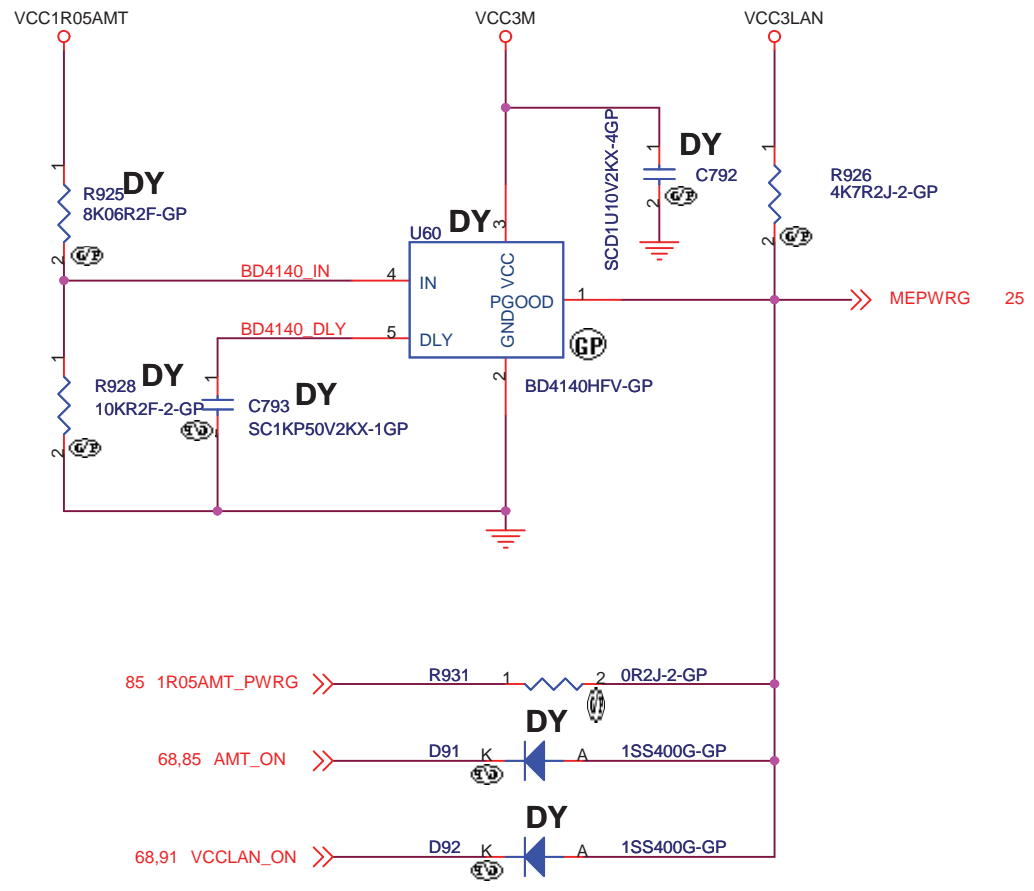 VCC1R05AMT
VCC3M
VCC3LAN
1
R925 DY
8K06R2F-GP
2
G/P
SCD1U10V2KX-4GP
1
DY
C792
2
G/P
1
R926
4K7R2J-2-GP
2
G/P
DY
U60
3
BD4140_IN
4
IN
VCC
PGOOD
1
MEPWRG 25
BD4140_DLY
5
DLY
GND
GP
2
BD4140HFV-GP
1
R928 DY
10KR2F-2-GP
2
G/P
1
DY
C793
SC1KP50V2KX-1GP
G/P
85 1R05AMT_PWRG
R931
1
2
0R2J-2-GP
G/P
DY
68,85 AMT_ON
D91
K
A
1SS400G-GP
G/P
DY
68,91 VCCLAN_ON
D92
K
A
1SS400G-GP
G/P